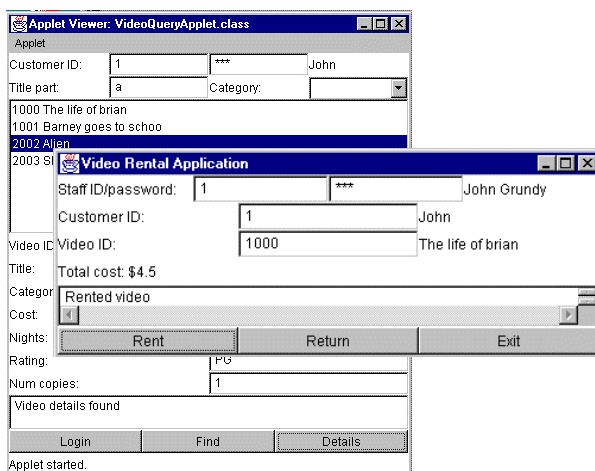 Applet Viewer: VideoQueryApplet.class
Applet
Customer ID: 1 *** John
Title part: a Category:
1000 The life of brian
1001 Barney goes to schoo
2002 Alien
2003
Video Rental Application
Staff ID/password: 1 *** John Grundy
Customer ID: 1 John
Video ID: 1000 The life of brian
Total cost: $4.5
Rented video
Rent Return Exit
Video ID
Title:
Categor
Cost:
Nights:
Rating: PG
Num copies: 1
Video details found
Login Find Details
Applet started.